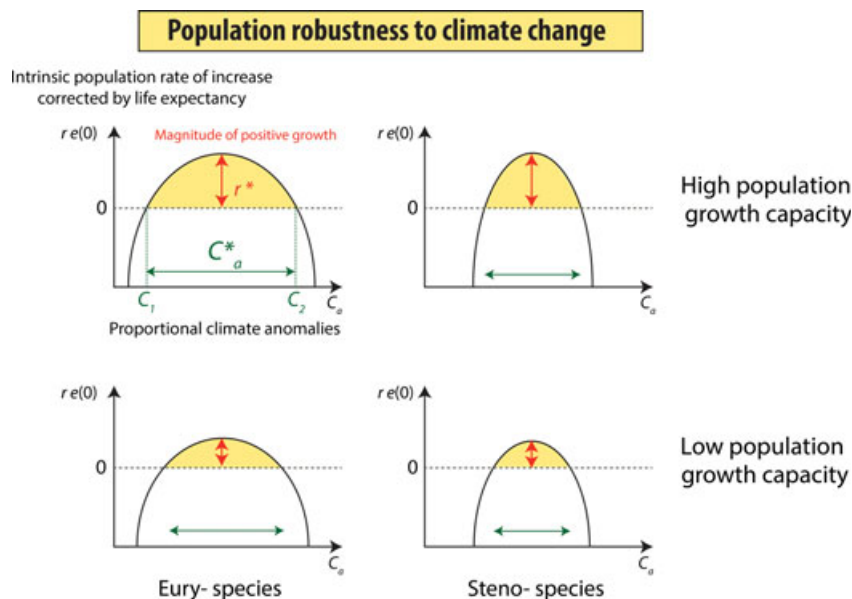 Population robustness to climate change
Intrinsic population rate of increase
corrected by life expectancy
r e(0)
Magnitude of positive growth
r*
0
C*a
C1
C2
Ca
Proportional climate anomalies
r e(0)
0
Ca
High population
growth capacity
r e(0)
0
Ca
Eury- species
r e(0)
0
Ca
Steno- species
Low population
growth capacity